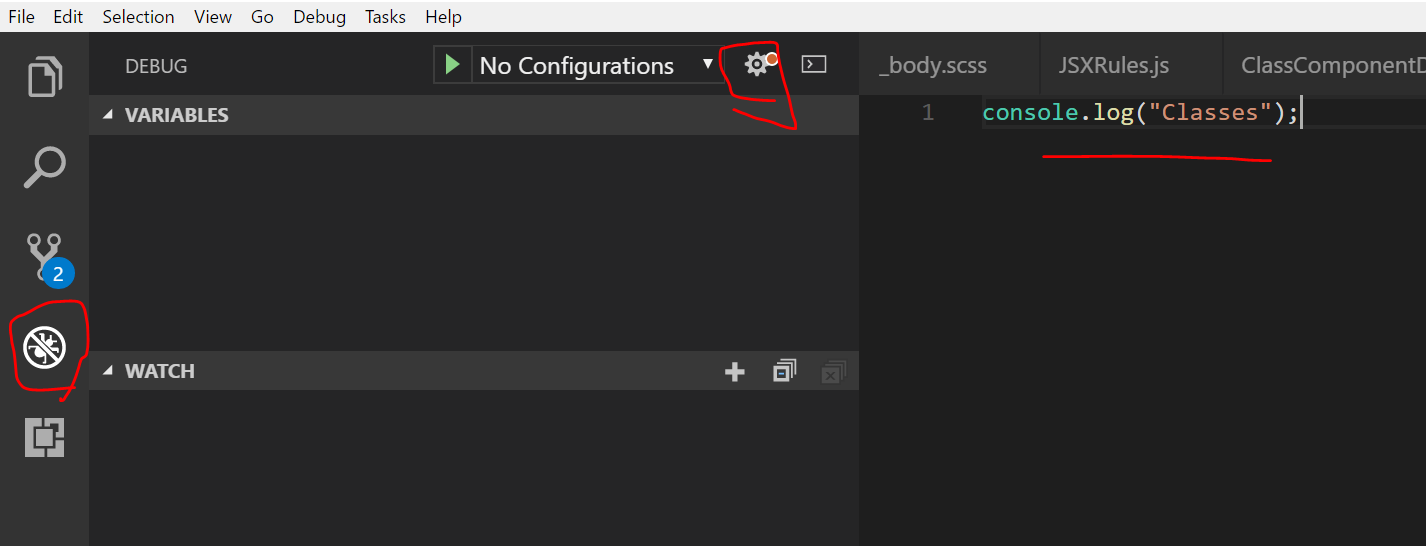 File Edit Selection View Go Debug Tasks Help
DEBUG No Configurations
_body.scss JSXRules.js ClassComponentD
VARIABLES
1 console.log("Classes");
2
WATCH